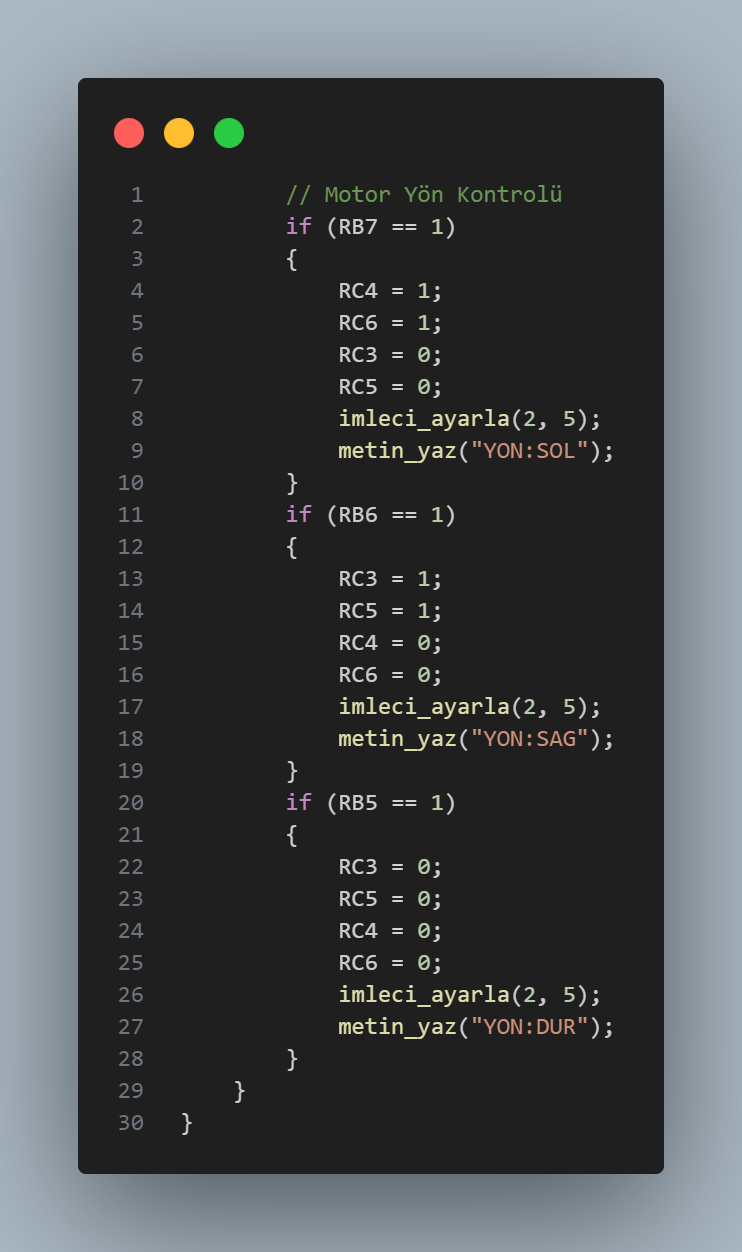 1 // Motor Yön Kontrolü
2 if (RB7 == 1)
3 {
4 RC4 = 1;
5 RC6 = 1;
6 RC3 = 0;
7 RC5 = 0;
8 imleci_ayarla(2, 5);
9 metin_yaz("YON:SOL");
10 }
11 if (RB6 == 1)
12 {
13 RC3 = 1;
14 RC5 = 1;
15 RC4 = 0;
16 RC6 = 0;
17 imleci_ayarla(2, 5);
18 metin_yaz("YON:SAG");
19 }
20 if (RB5 == 1)
21 {
22 RC3 = 0;
23 RC5 = 0;
24 RC4 = 0;
25 RC6 = 0;
26 imleci_ayarla(2, 5);
27 metin_yaz("YON:DUR");
28 }
29 }
30 }